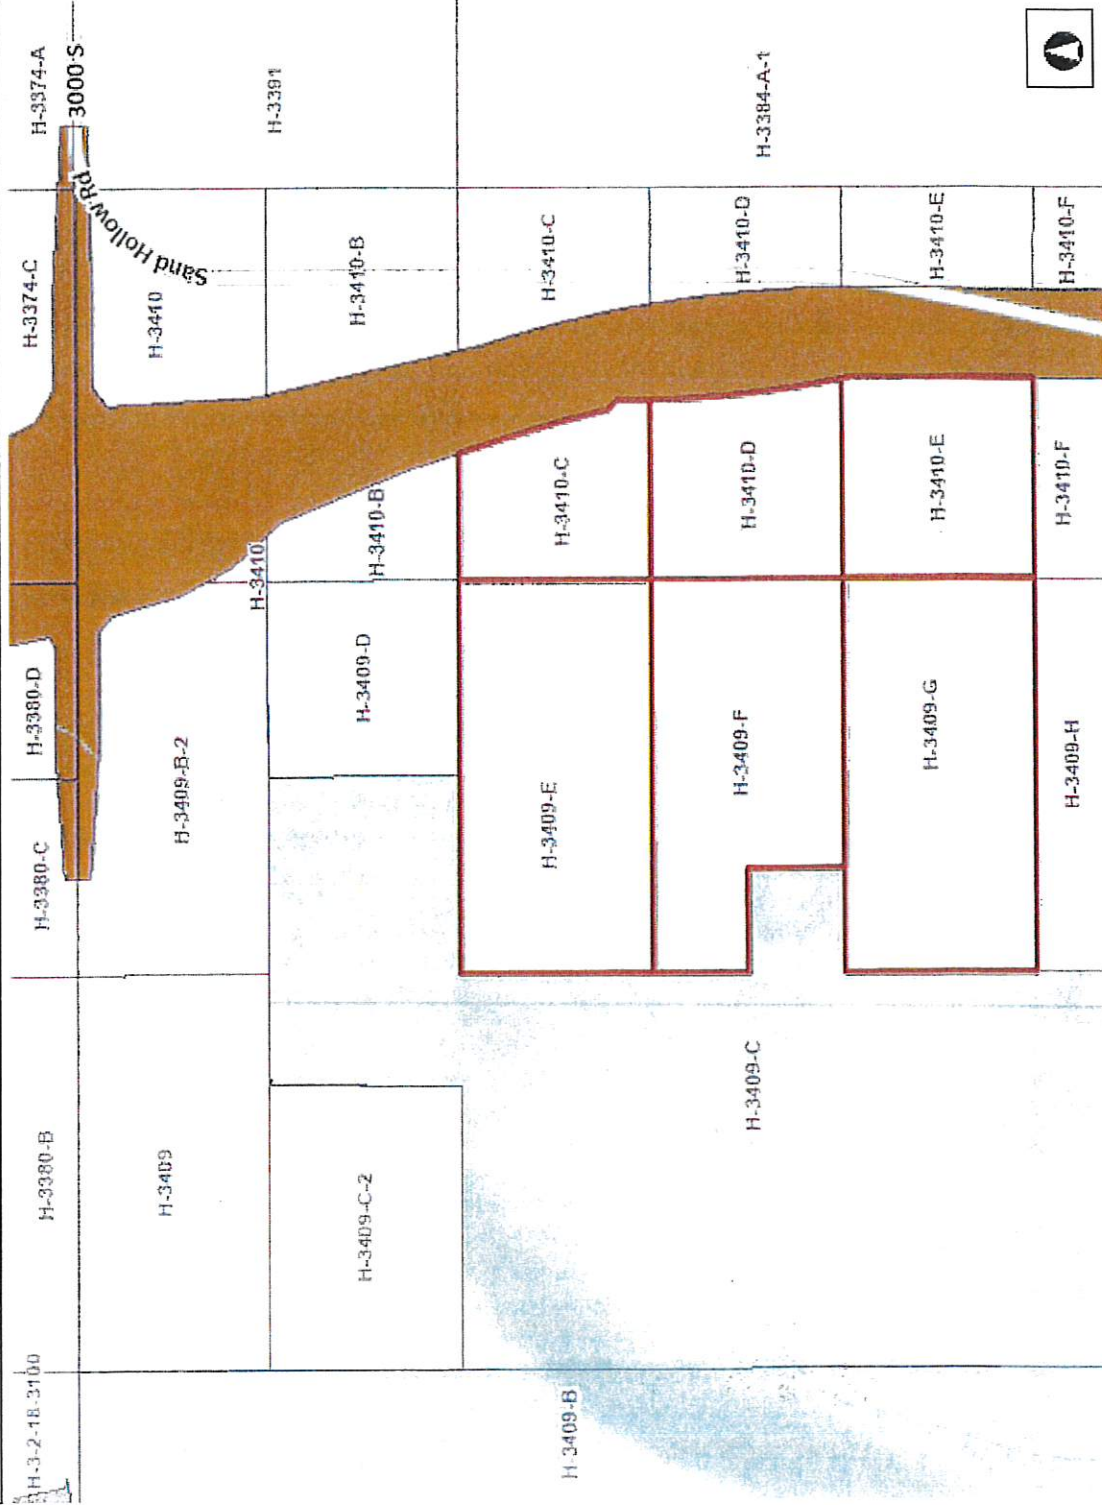 H-3-2-18-3100
H-3380-B
H-3380-C
H-3380-D
H-3374-C
H-3374-A
3000 S
Sand Hollow Rd
H-3409
H-3409-B-2
H-3410
H-3410
H-3391
H-3409-C-2
H-3409-D
H-3410-B
H-3410-B
H-3409-B
H-3409-E
H-3410-C
H-3410-C
H-3409-C
H-3409-F
H-3410-D
H-3410-D
H-3384-A-1
H-3409-G
H-3410-E
H-3410-E
H-3409-H
H-3410-F
H-3410-F